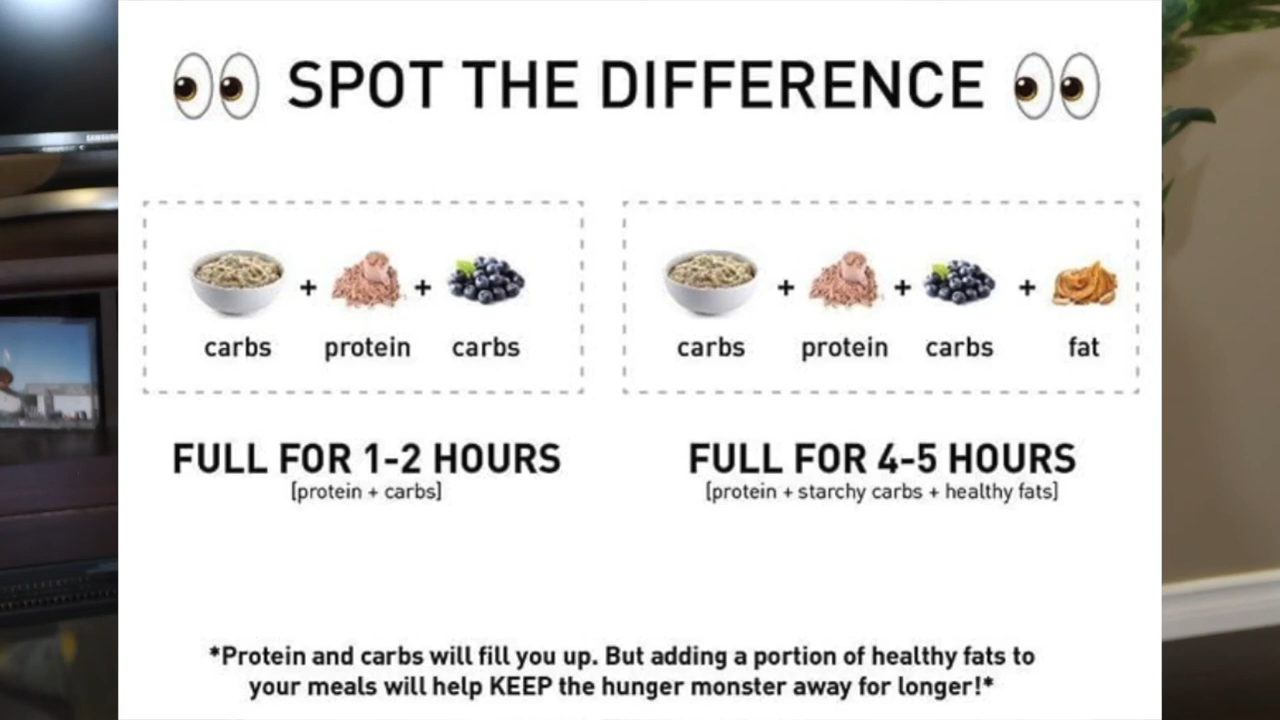 SAMSUNG
SPOT THE DIFFERENCE
+ + + + +
carbs protein carbs carbs protein carbs fat
FULL FOR 1-2 HOURS FULL FOR 4-5 HOURS
[protein + carbs] [protein + starchy carbs + healthy fats]
*Protein and carbs will fill you up. But adding a portion of healthy fats to
your meals will help KEEP the hunger monster away for longer!*